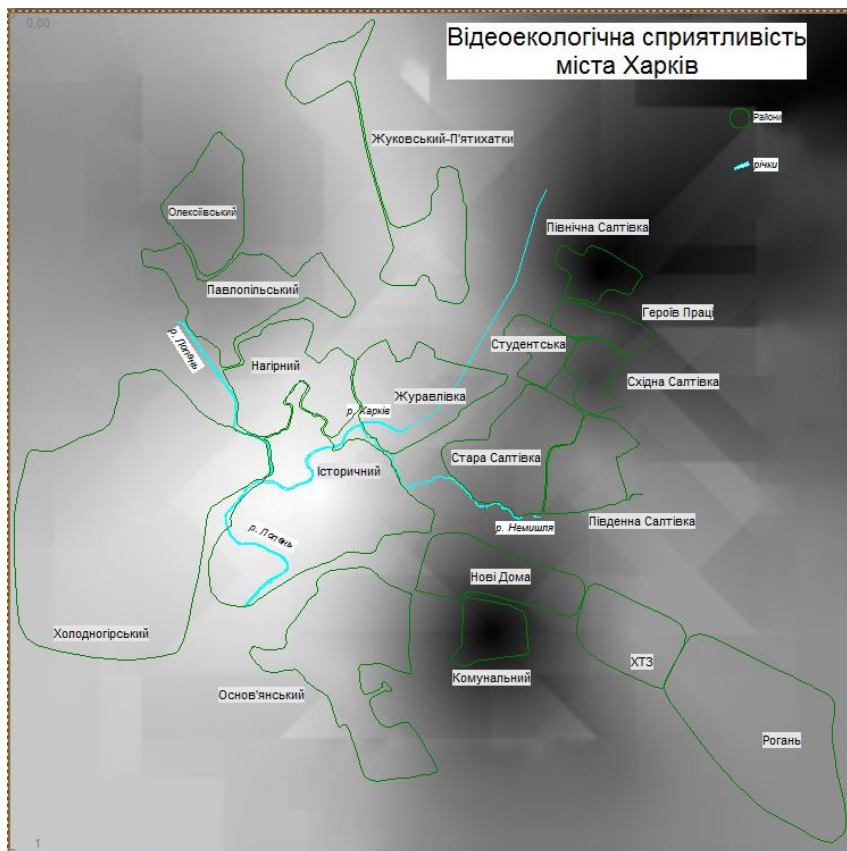 0,00
Відеоекологічна сприятливість
міста Харків
Райони
річки
Жуковський-П'ятихатки
Олексіївський
Північна Салтівка
Павлопільський
Героїв Праці
р. Лопань
Студентська
Нагірний
Східна Салтівка
Журавлівка
р. Харків
Стара Салтівка
Історичний
Південна Салтівка
р. Немишля
р. Лопань
Нові Дома
Холодногірський
ХТЗ
Комунальний
Основ'янський
Рогань
1